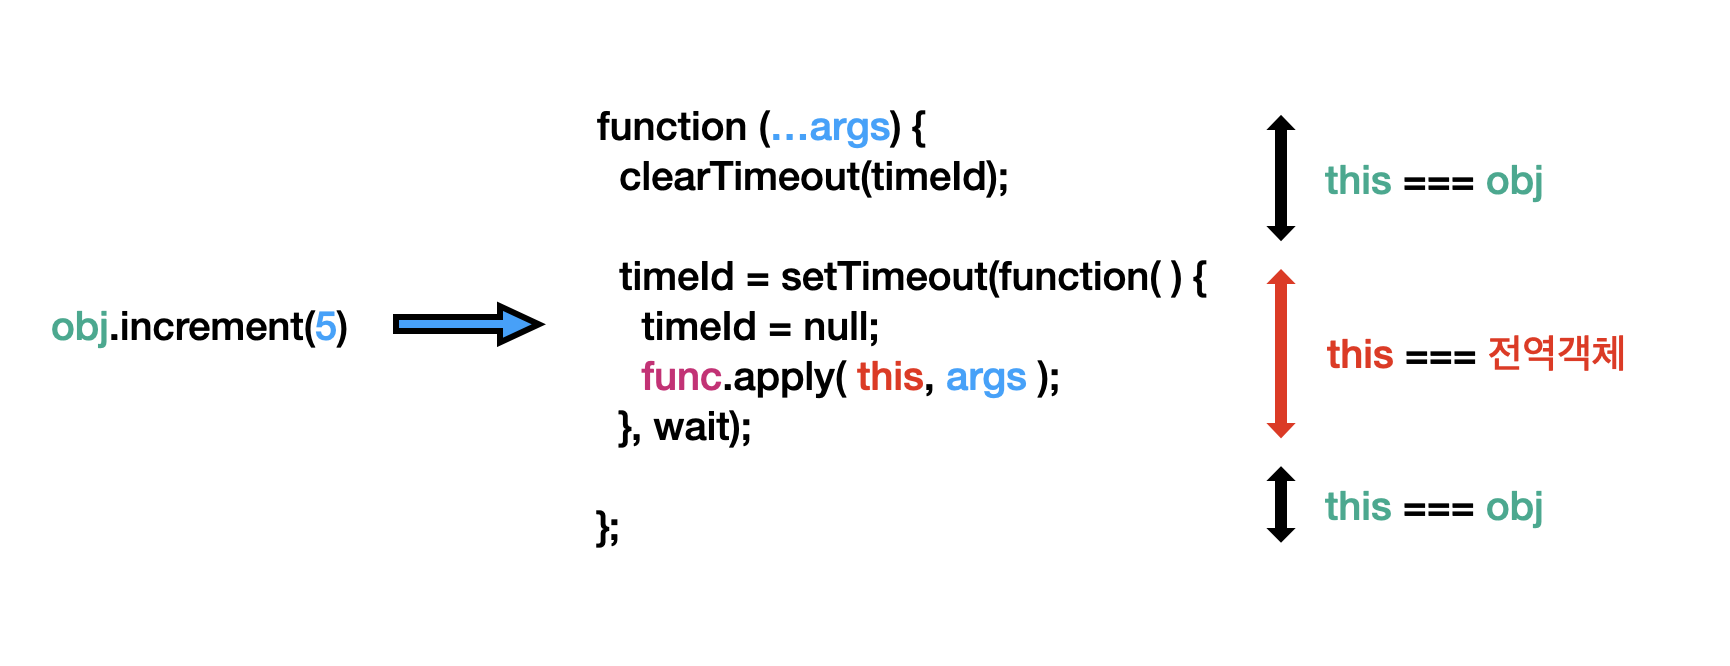 obj.increment(5)
function (...args) {
clearTimeout(timeId);
timeId = setTimeout(function( ) {
timeId = null;
func.apply( this, args );
}, wait);
};
this === obj
this === 전역객체
this === obj